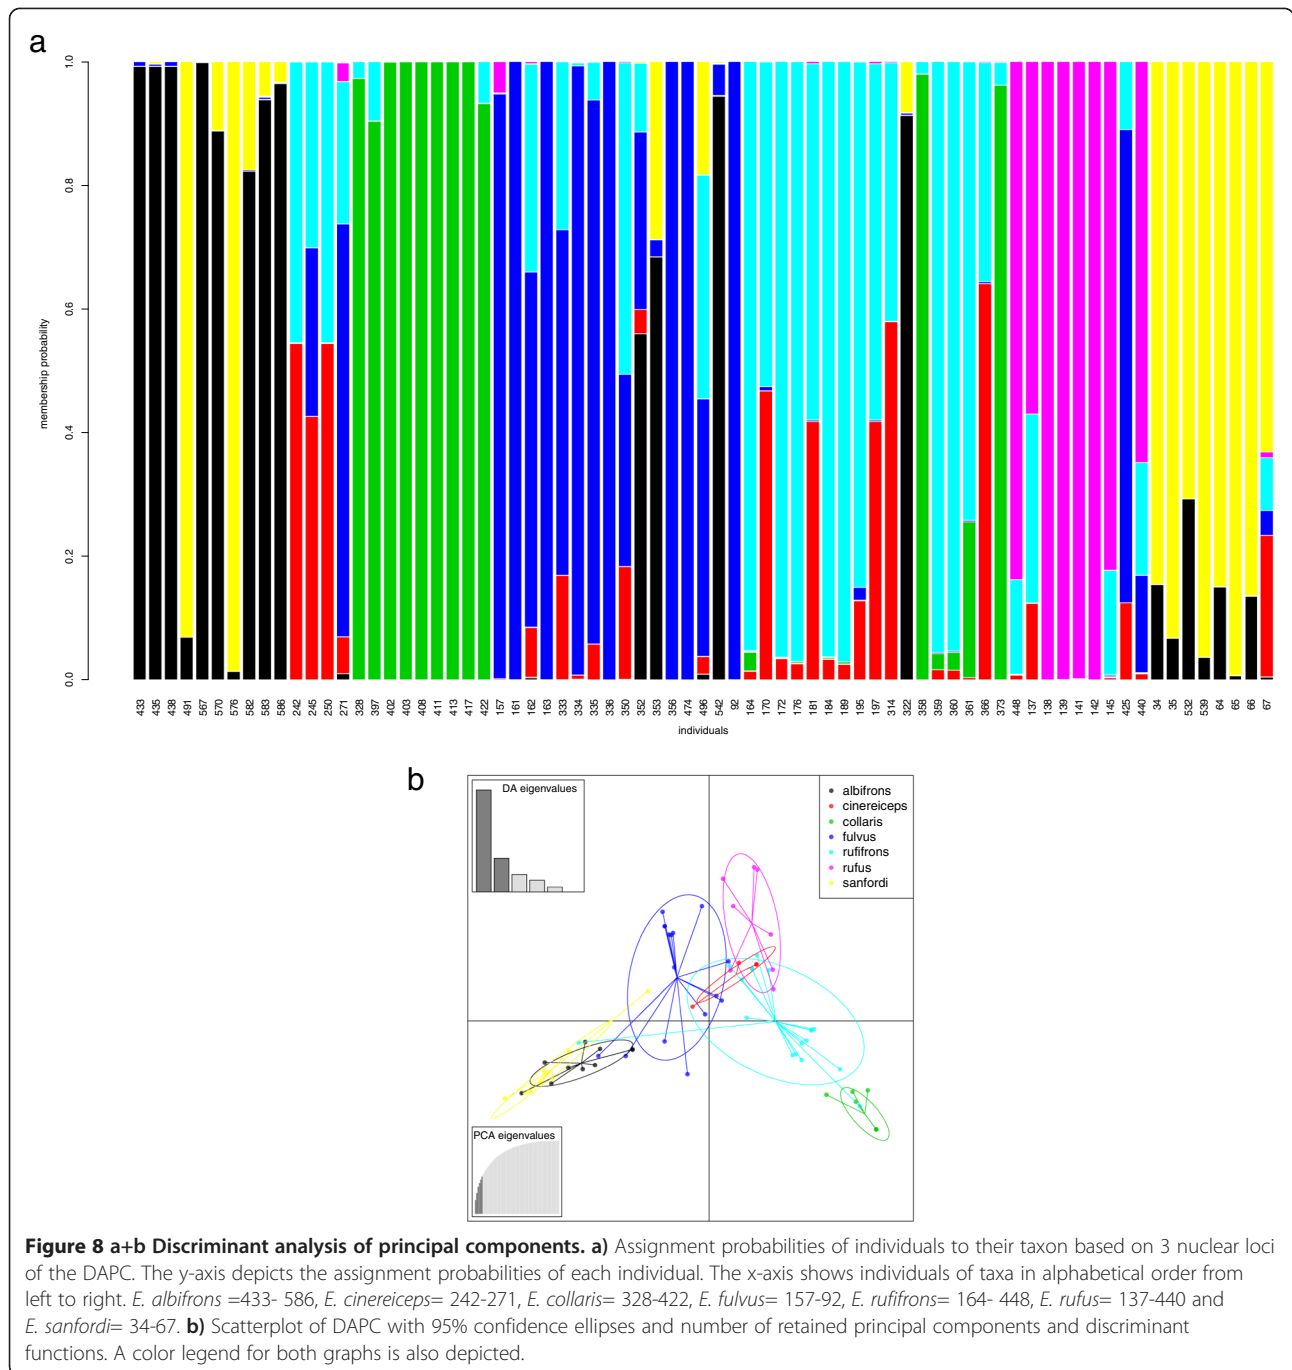 a
1.0
0.8
0.6
0.4
0.2
0.0
membership probability
433 435 438 491 567 570 576 582 583 586 242 245 250 271 328 397 402 403 408 411 413 417 422 157 161 162 163 333 334 335 336 350 352 353 356 474 496 542 92 164 170 172 176 181 184 189 195 197 314 322 358 359 360 361 366 373 448 137 138 139 141 142 145 425 440 34 35 532 539 64 65 66 67
individuals
b
DA eigenvalues
albifrons
cinereiceps
collaris
fulvus
rufifrons
rufus
sanfordi
PCA eigenvalues
Figure 8 a+b Discriminant analysis of principal components. a) Assignment probabilities of individuals to their taxon based on 3 nuclear loci
of the DAPC. The y-axis depicts the assignment probabilities of each individual. The x-axis shows individuals of taxa in alphabetical order from
left to right. E. albifrons =433- 586, E. cinereiceps= 242-271, E. collaris= 328-422, E. fulvus= 157-92, E. rufifrons= 164- 448, E. rufus= 137-440 and
E. sanfordi= 34-67. b) Scatterplot of DAPC with 95% confidence ellipses and number of retained principal components and discriminant
functions. A color legend for both graphs is also depicted.